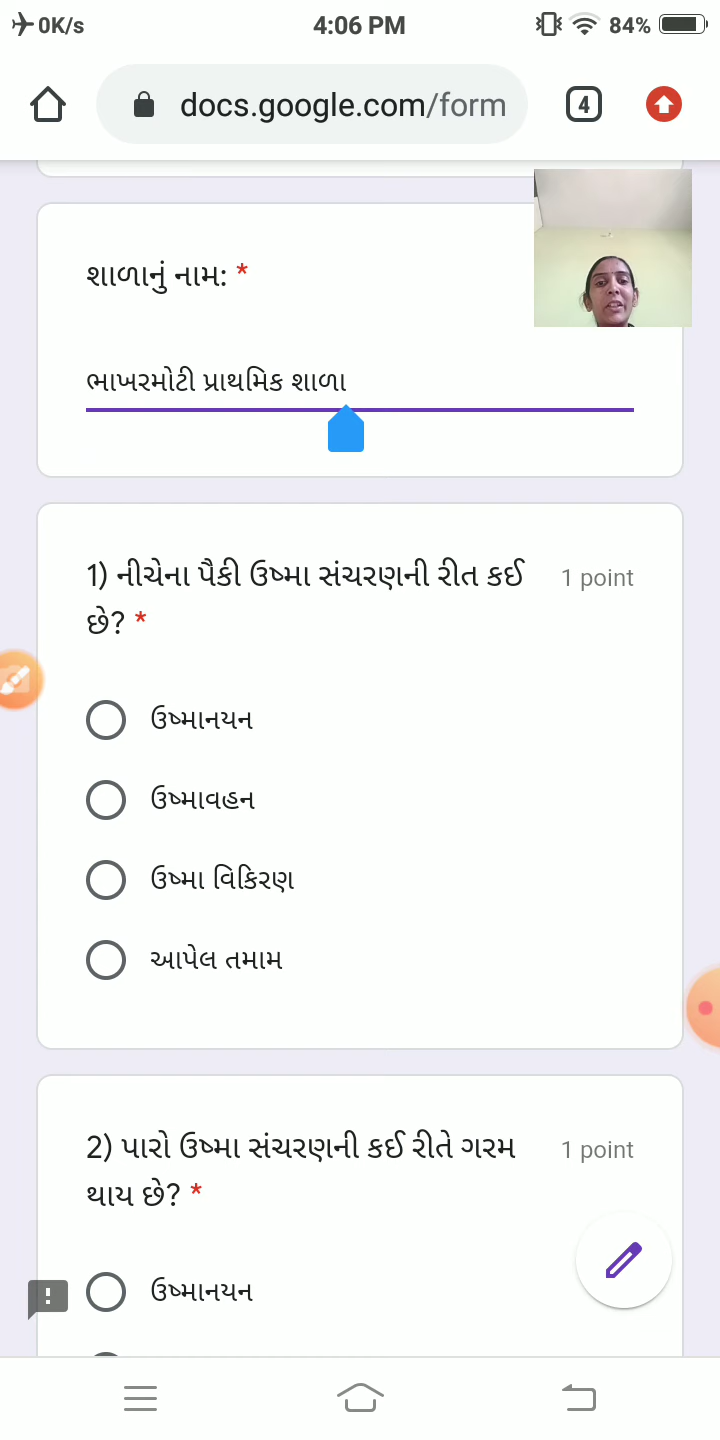 0K/s
4:06 PM
84%
docs.google.com/form
4
શાળાનું નામ: *
ભાખરમોટી પ્રાથમિક શાળા
1) નીચેના પૈકી ઉષ્મા સંચરણની રીત કઈ
છે? *
1 point
ઉષ્માનયન
ઉષ્માવહન
ઉષ્મા વિકિરણ
આપેલ તમામ
2) પારો ઉષ્મા સંચરણની કઈ રીતે ગરમ
થાય છે? *
1 point
ઉષ્માનયન